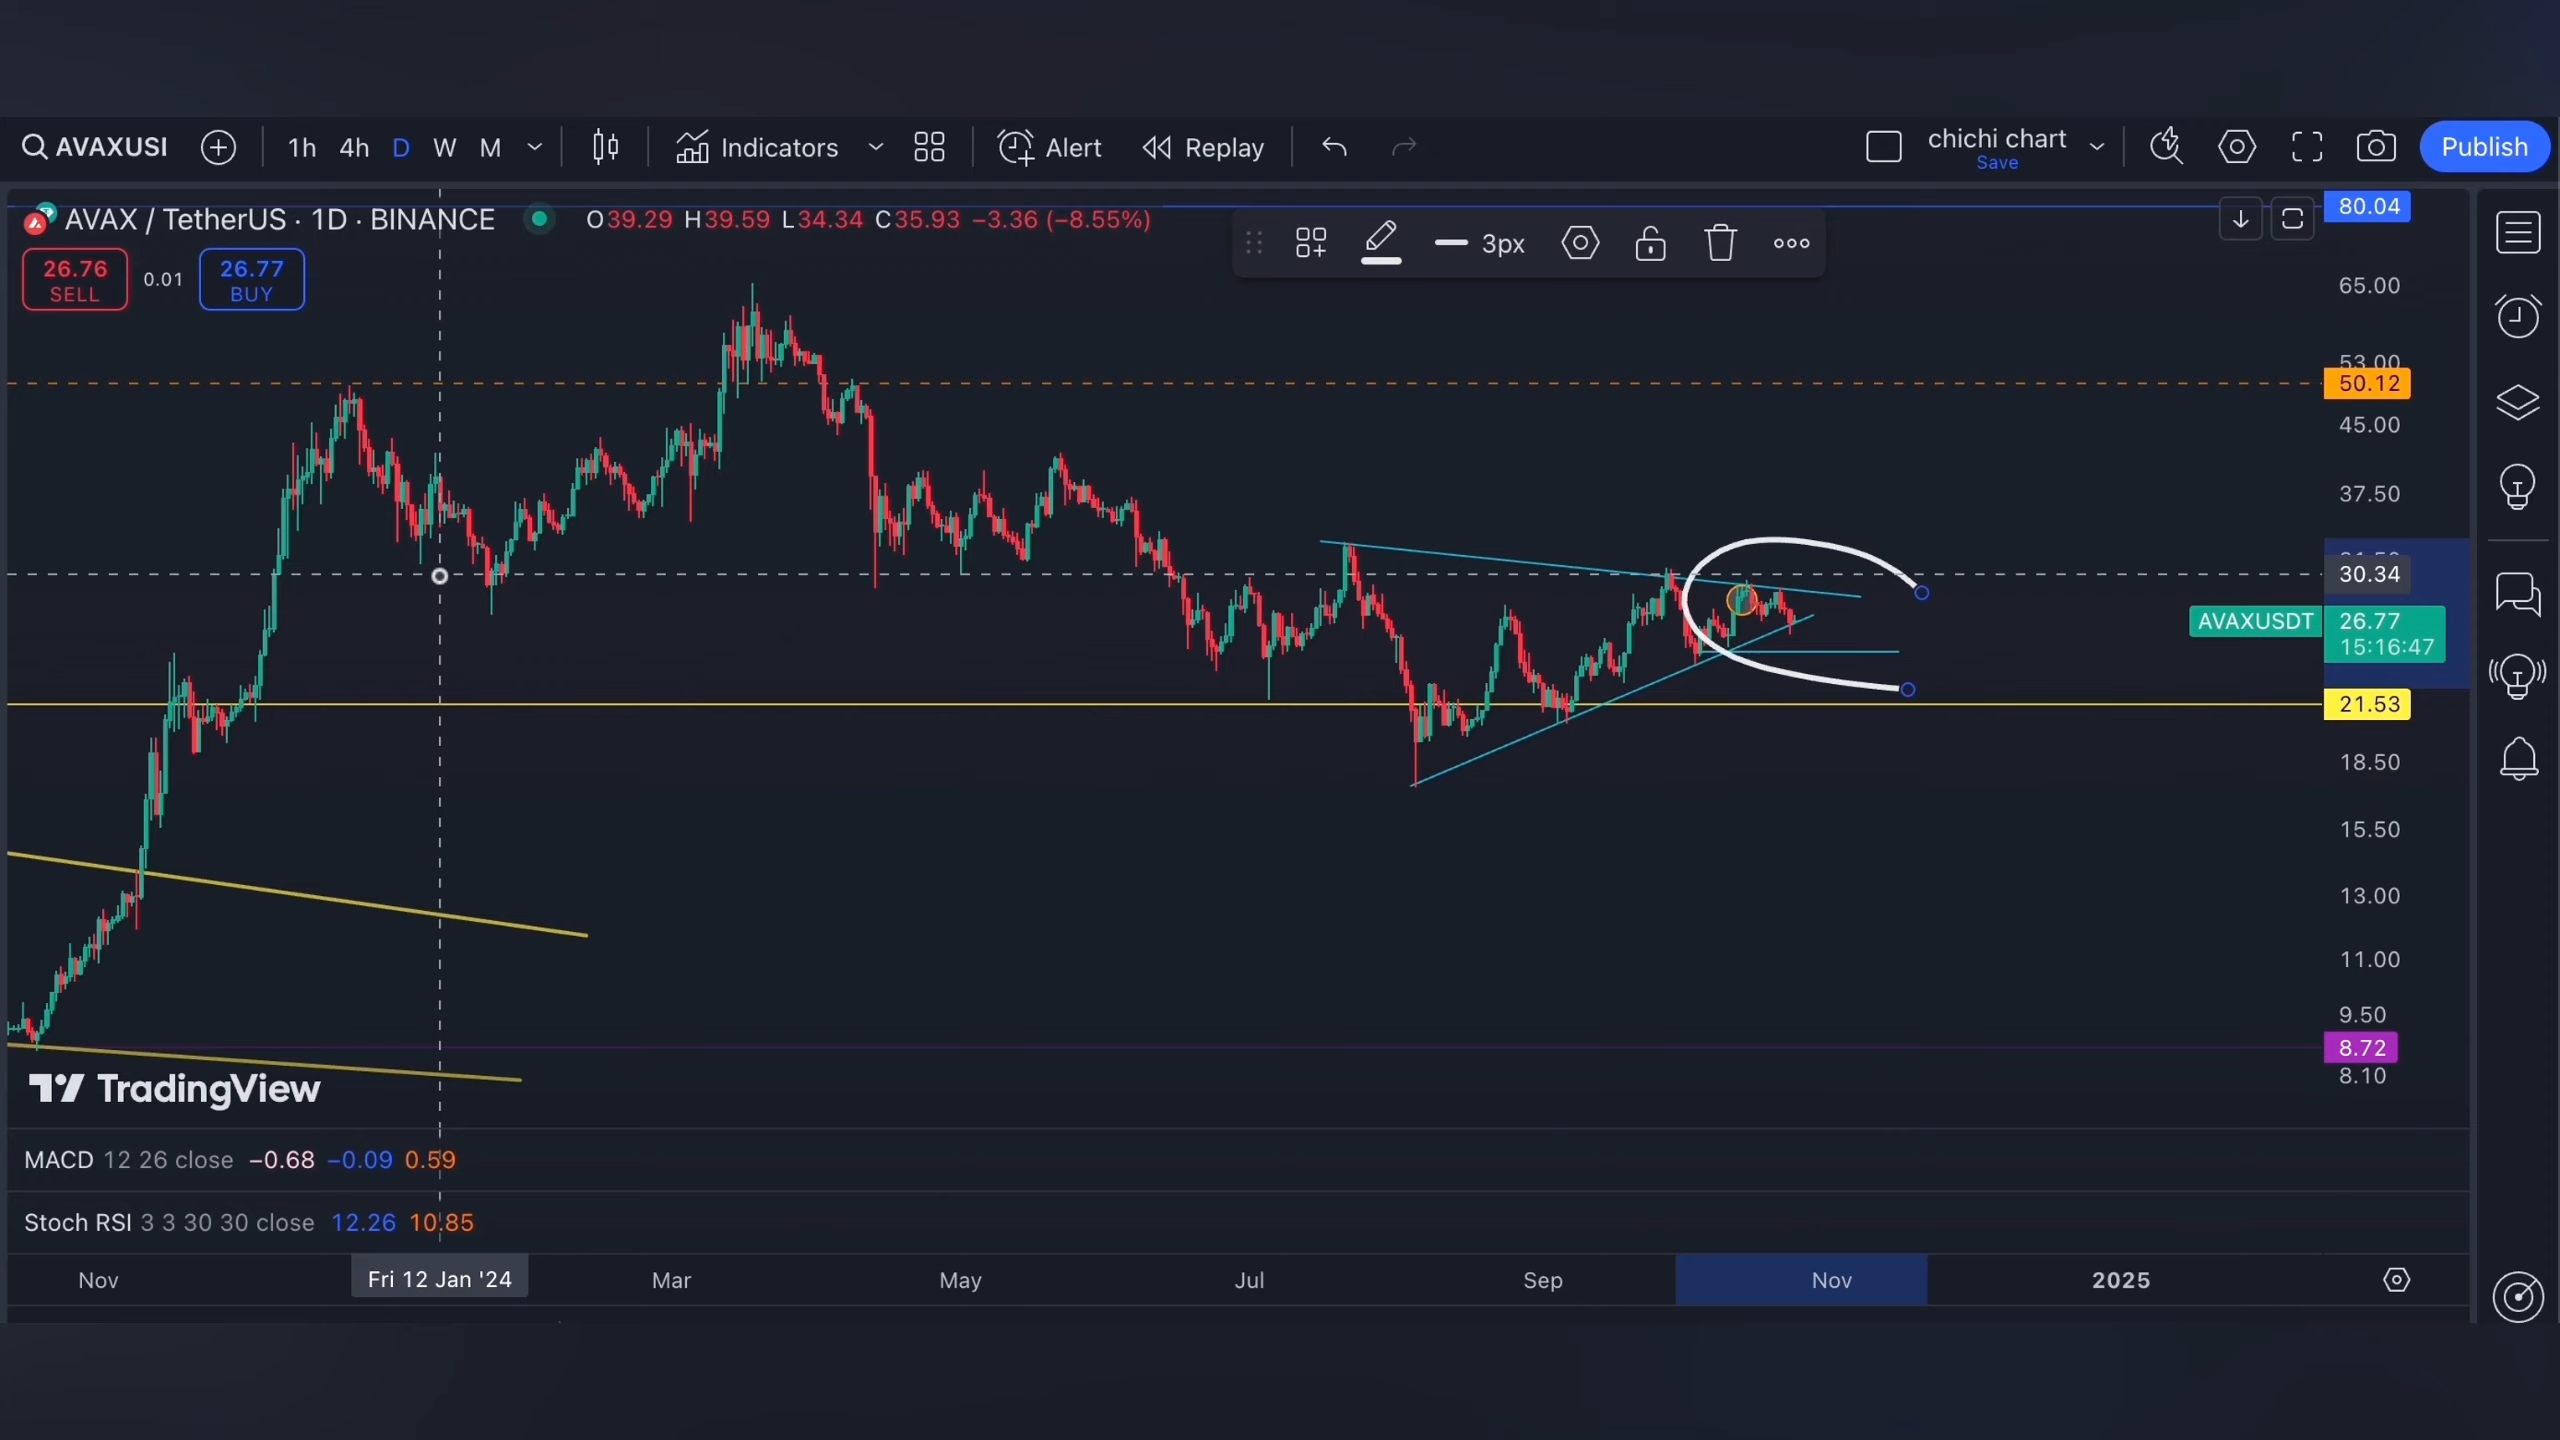 AVAXUSI 1h 4h D W M Indicators Alert Replay chichi chart Publish
Save
AVAX / TetherUS · 1D · BINANCE O39.29 H39.59 L34.34 C35.93 −3.36 (−8.55%)
26.76 SELL 0.01 26.77 BUY
3px
80.04
65.00
53.00
50.12
45.00
37.50
30.34
AVAXUSDT 26.77
15:16:47
21.53
18.50
15.50
13.00
11.00
9.50
8.72
8.10
TradingView
MACD 12 26 close −0.68 −0.09 0.59
Stoch RSI 3 3 30 30 close 12.26 10.85
Nov Fri 12 Jan '24 Mar May Jul Sep Nov 2025